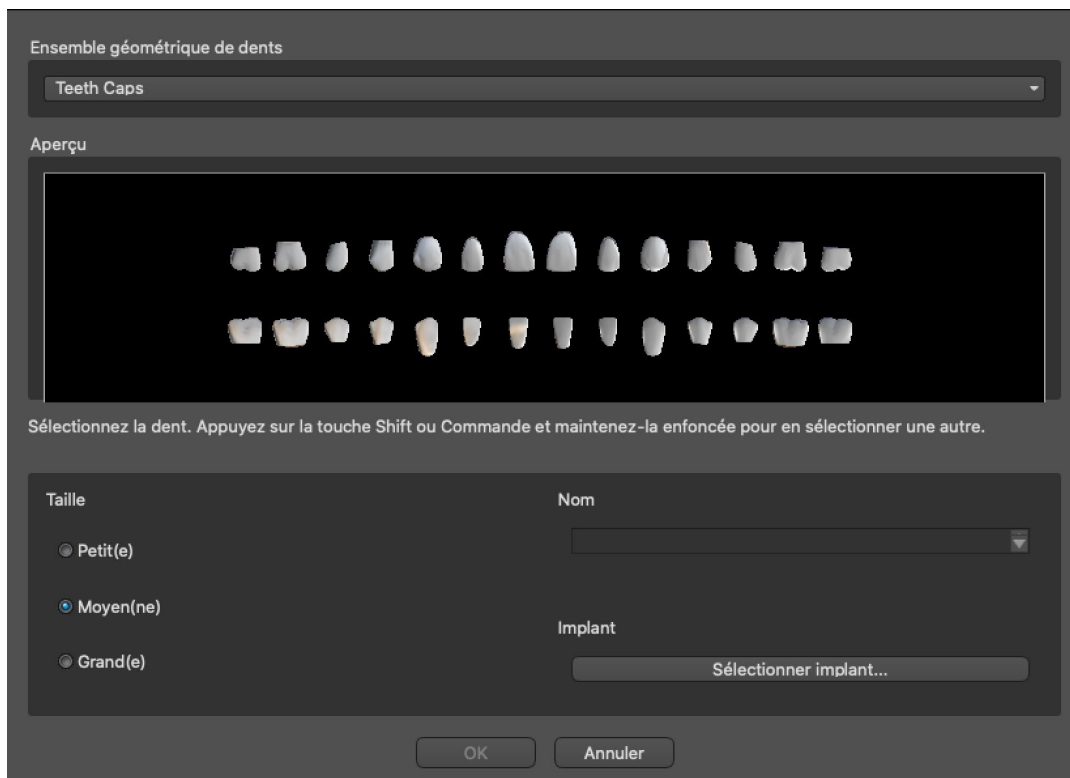 Ensemble géométrique de dents
Teeth Caps
Aperçu
Sélectionnez la dent. Appuyez sur la touche Shift ou Commande et maintenez-la enfoncée pour en sélectionner une autre.
Taille
Nom
Petit(e)
Moyen(ne)
Implant
Grand(e)
Sélectionner implant...
OK
Annuler